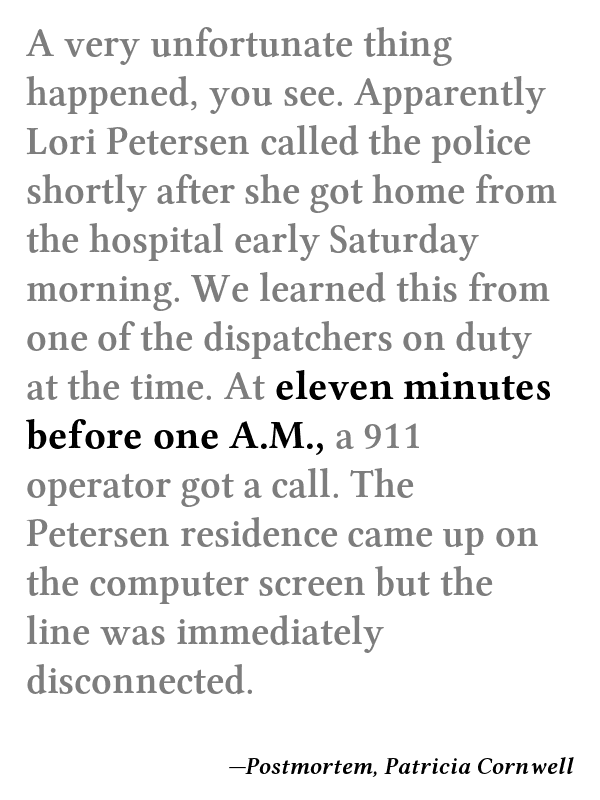 A very unfortunate thing
happened, you see. Apparently
Lori Petersen called the police
shortly after she got home from
the hospital early Saturday
morning. We learned this from
one of the dispatchers on duty
at the time. At eleven minutes
before one A.M., a 911
operator got a call. The
Petersen residence came up on
the computer screen but the
line was immediately
disconnected.
—Postmortem, Patricia Cornwell